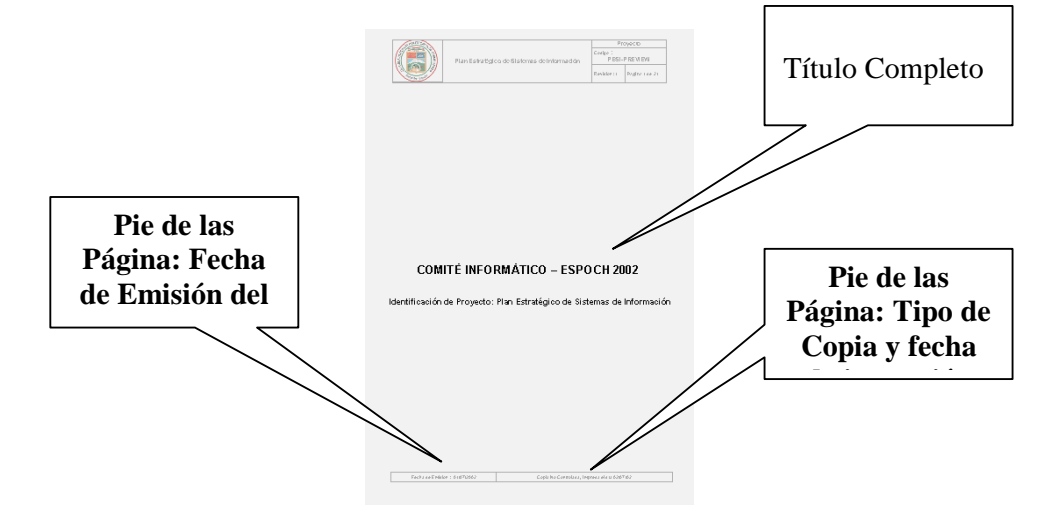 Proyecto
Plan Estratégico de Sistemas de Información
Código :
PESI-PREVIEW
Título Completo
Pie de las
Página: Fecha
de Emisión del
COMITÉ INFORMÁTICO – ESPOCH 2002
Identificación de Proyecto: Plan Estratégico de Sistemas de Información
Pie de las
Página: Tipo de
Copia y fecha